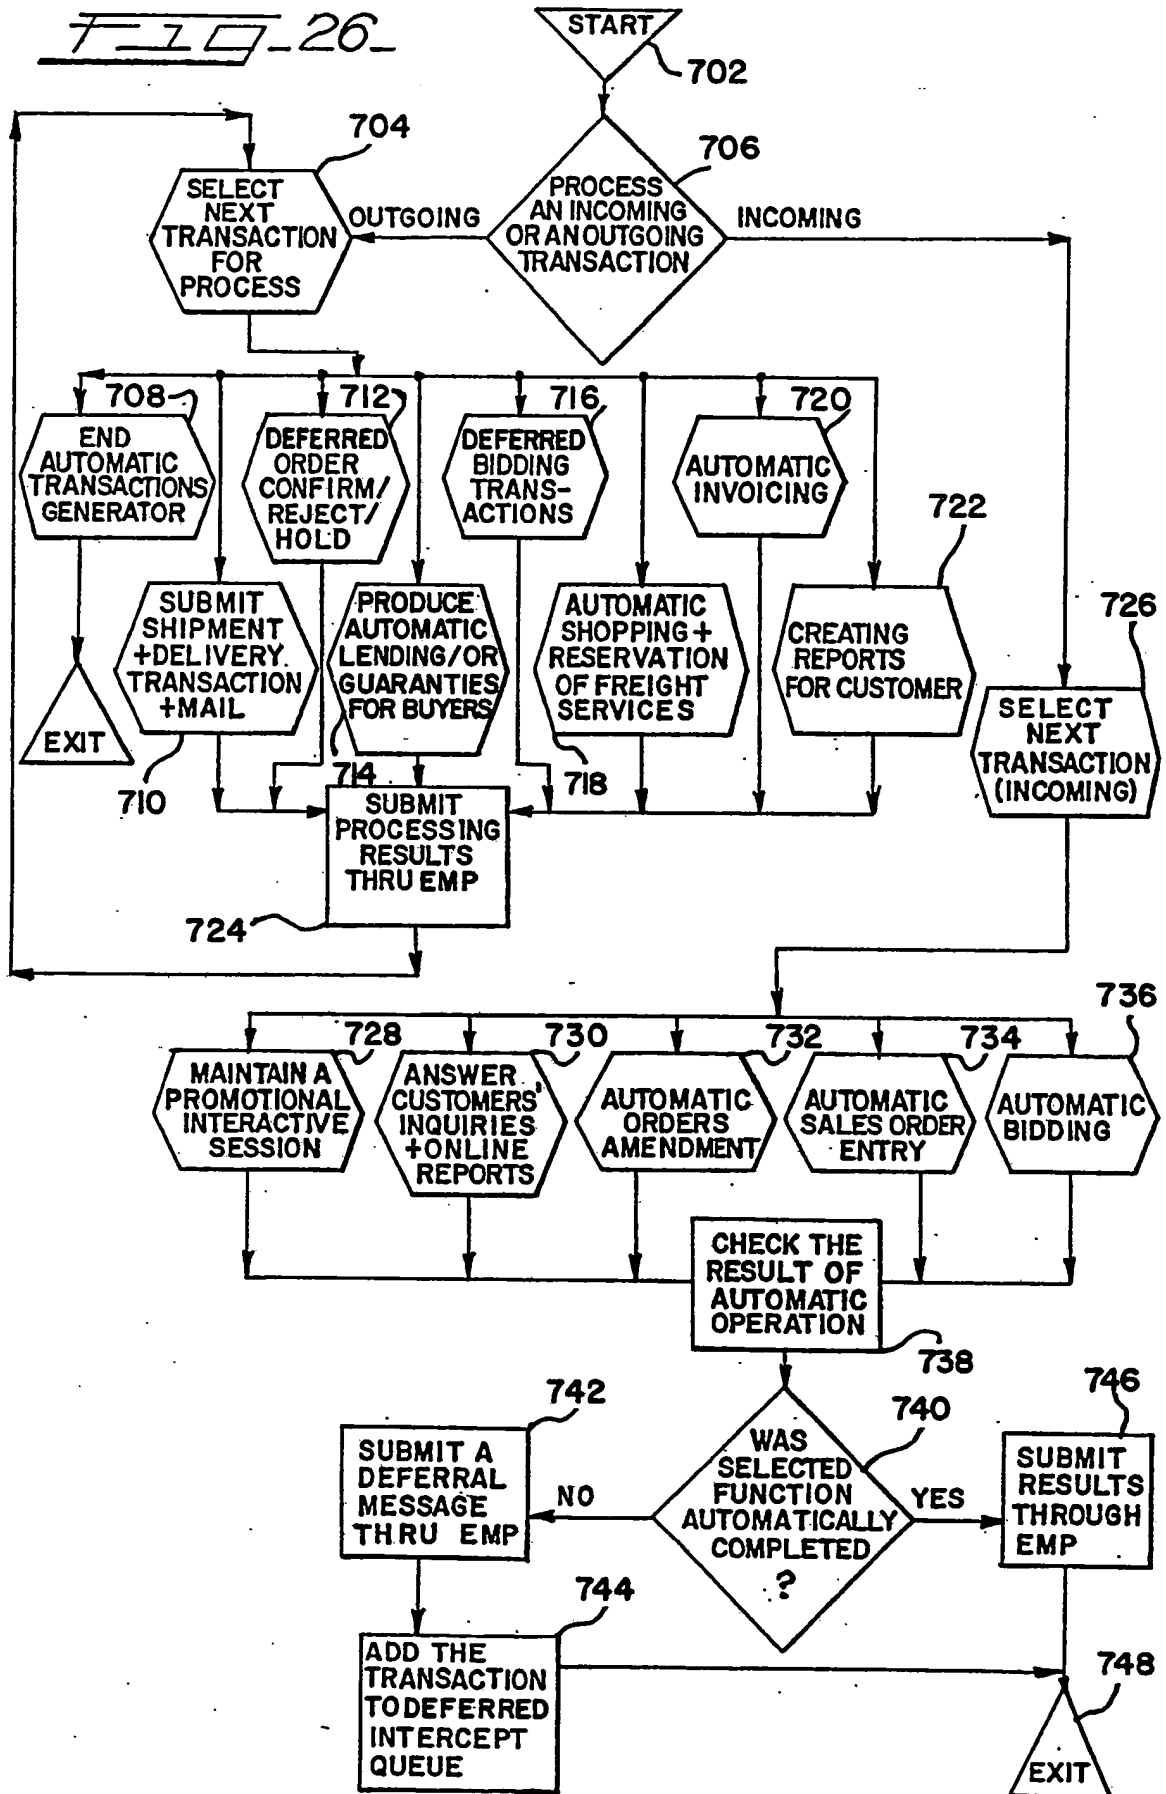 FIG-26-
START
702
704
706
SELECT
NEXT
TRANSACTION
FOR
PROCESS
OUTGOING
PROCESS
AN INCOMING
OR AN OUTGOING
TRANSACTION
INCOMING
708
712
716
720
END
AUTOMATIC
TRANSACTIONS
GENERATOR
DEFERRED
ORDER
CONFIRM/
REJECT/
HOLD
DEFERRED
BIDDING
TRANS-
ACTIONS
AUTOMATIC
INVOICING
722
SUBMIT
SHIPMENT
+DELIVERY.
TRANSACTION
+MAIL
PRODUCE
AUTOMATIC
LENDING/OR
GUARANTIES
FOR BUYERS
AUTOMATIC
SHOPPING+
RESERVATION
OF FREIGHT
SERVICES
CREATING
REPORTS
FOR CUSTOMER
726
EXIT
SELECT
NEXT
TRANSACTION
(INCOMING)
710
714
718
SUBMIT
PROCESSING
RESULTS
THRU EMP
724
736
728
730
732
734
MAINTAIN A
PROMOTIONAL
INTERACTIVE
SESSION
ANSWER
CUSTOMERS'
INQUIRIES
+ONLINE
REPORTS
AUTOMATIC
ORDERS
AMENDMENT
AUTOMATIC
SALES ORDER
ENTRY
AUTOMATIC
BIDDING
CHECK THE
RESULT OF
AUTOMATIC
OPERATION
738
742
740
746
SUBMIT A
DEFERRAL
MESSAGE
THRU EMP
NO
WAS
SELECTED
FUNCTION
AUTOMATICALLY
COMPLETED
?
YES
SUBMIT
RESULTS
THROUGH
EMP
744
ADD THE
TRANSACTION
TO DEFERRED
INTERCEPT
QUEUE
748
EXIT